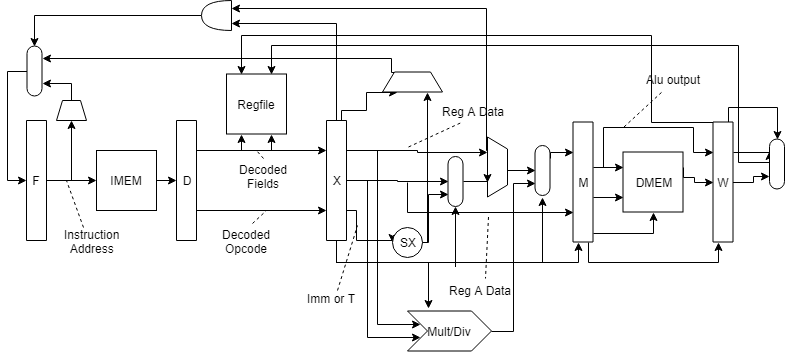 Alu output
Regfile
Reg A Data
Decoded
Fields
F
IMEM
D
X
M
DMEM
W
Instruction
Address
Decoded
Opcode
SX
Imm or T
Reg A Data
Mult/Div